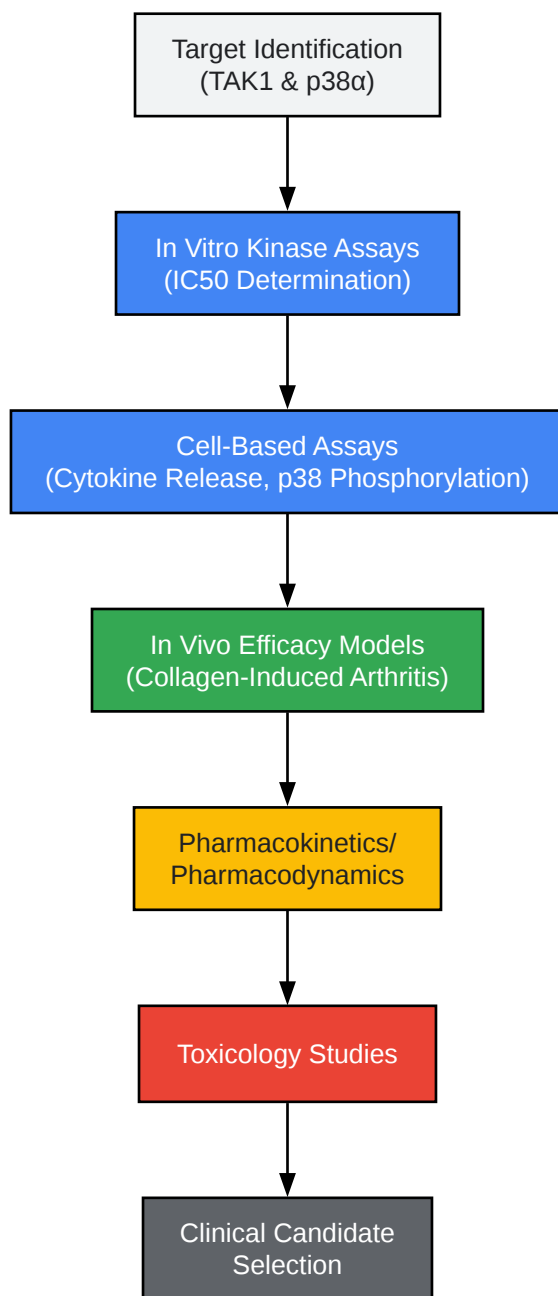 Target Identification
(TAK1 & p38α)
In Vitro Kinase Assays
(IC50 Determination)
Cell-Based Assays
(Cytokine Release, p38 Phosphorylation)
In Vivo Efficacy Models
(Collagen-Induced Arthritis)
Pharmacokinetics/
Pharmacodynamics
Toxicology Studies
Clinical Candidate
Selection